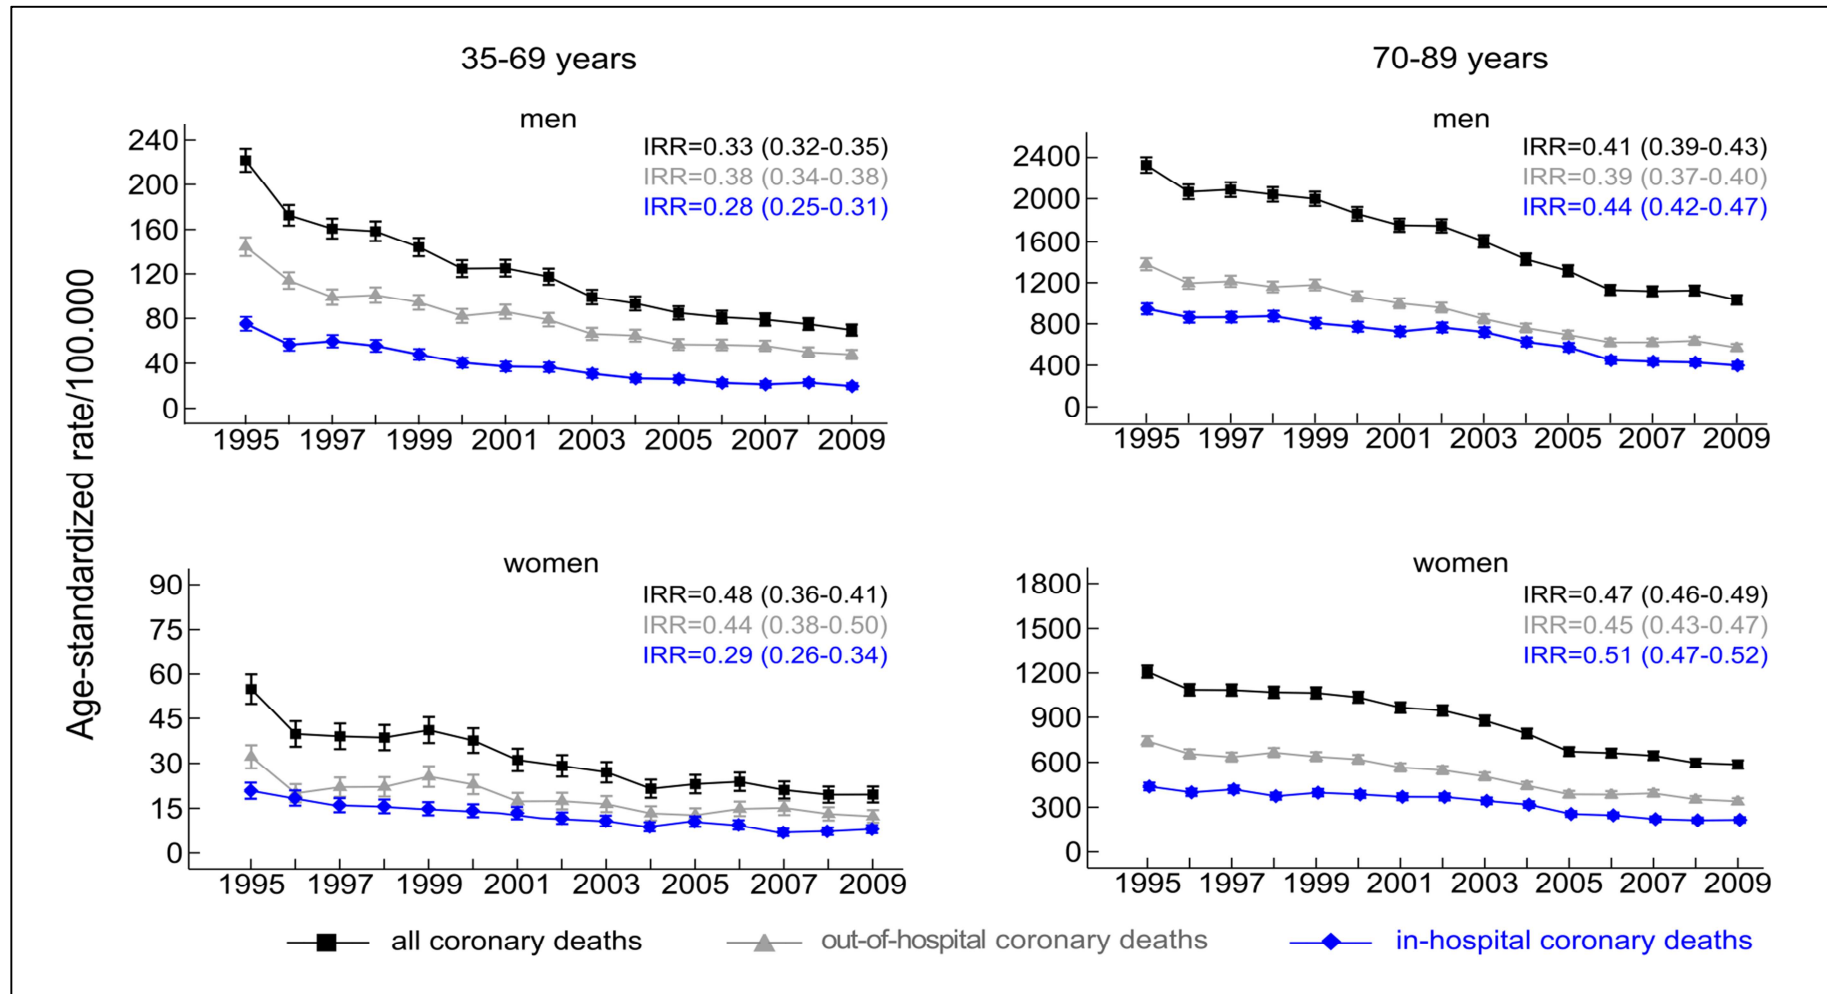 35-69 years
70-89 years
Age-standardized rate/100.000
men
IRR=0.33 (0.32-0.35)
IRR=0.38 (0.34-0.38)
IRR=0.28 (0.25-0.31)
240
200
160
120
80
40
0
1995 1997 1999 2001 2003 2005 2007 2009
men
IRR=0.41 (0.39-0.43)
IRR=0.39 (0.37-0.40)
IRR=0.44 (0.42-0.47)
2400
2000
1600
1200
800
400
0
1995 1997 1999 2001 2003 2005 2007 2009
women
IRR=0.48 (0.36-0.41)
IRR=0.44 (0.38-0.50)
IRR=0.29 (0.26-0.34)
90
75
60
45
30
15
0
1995 1997 1999 2001 2003 2005 2007 2009
women
IRR=0.47 (0.46-0.49)
IRR=0.45 (0.43-0.47)
IRR=0.51 (0.47-0.52)
1800
1500
1200
900
600
300
0
1995 1997 1999 2001 2003 2005 2007 2009
all coronary deaths
out-of-hospital coronary deaths
in-hospital coronary deaths